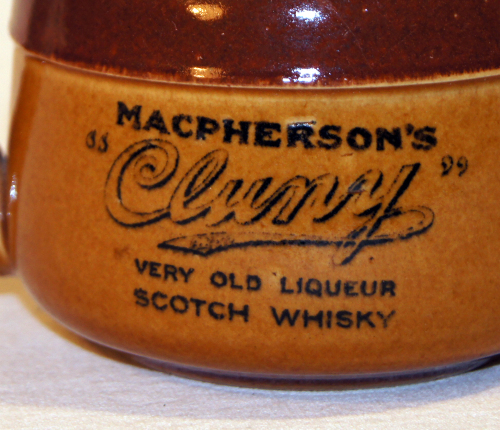 MACPHERSON'S
"Cluny"
VERY OLD LIQUEUR
SCOTCH WHISKY